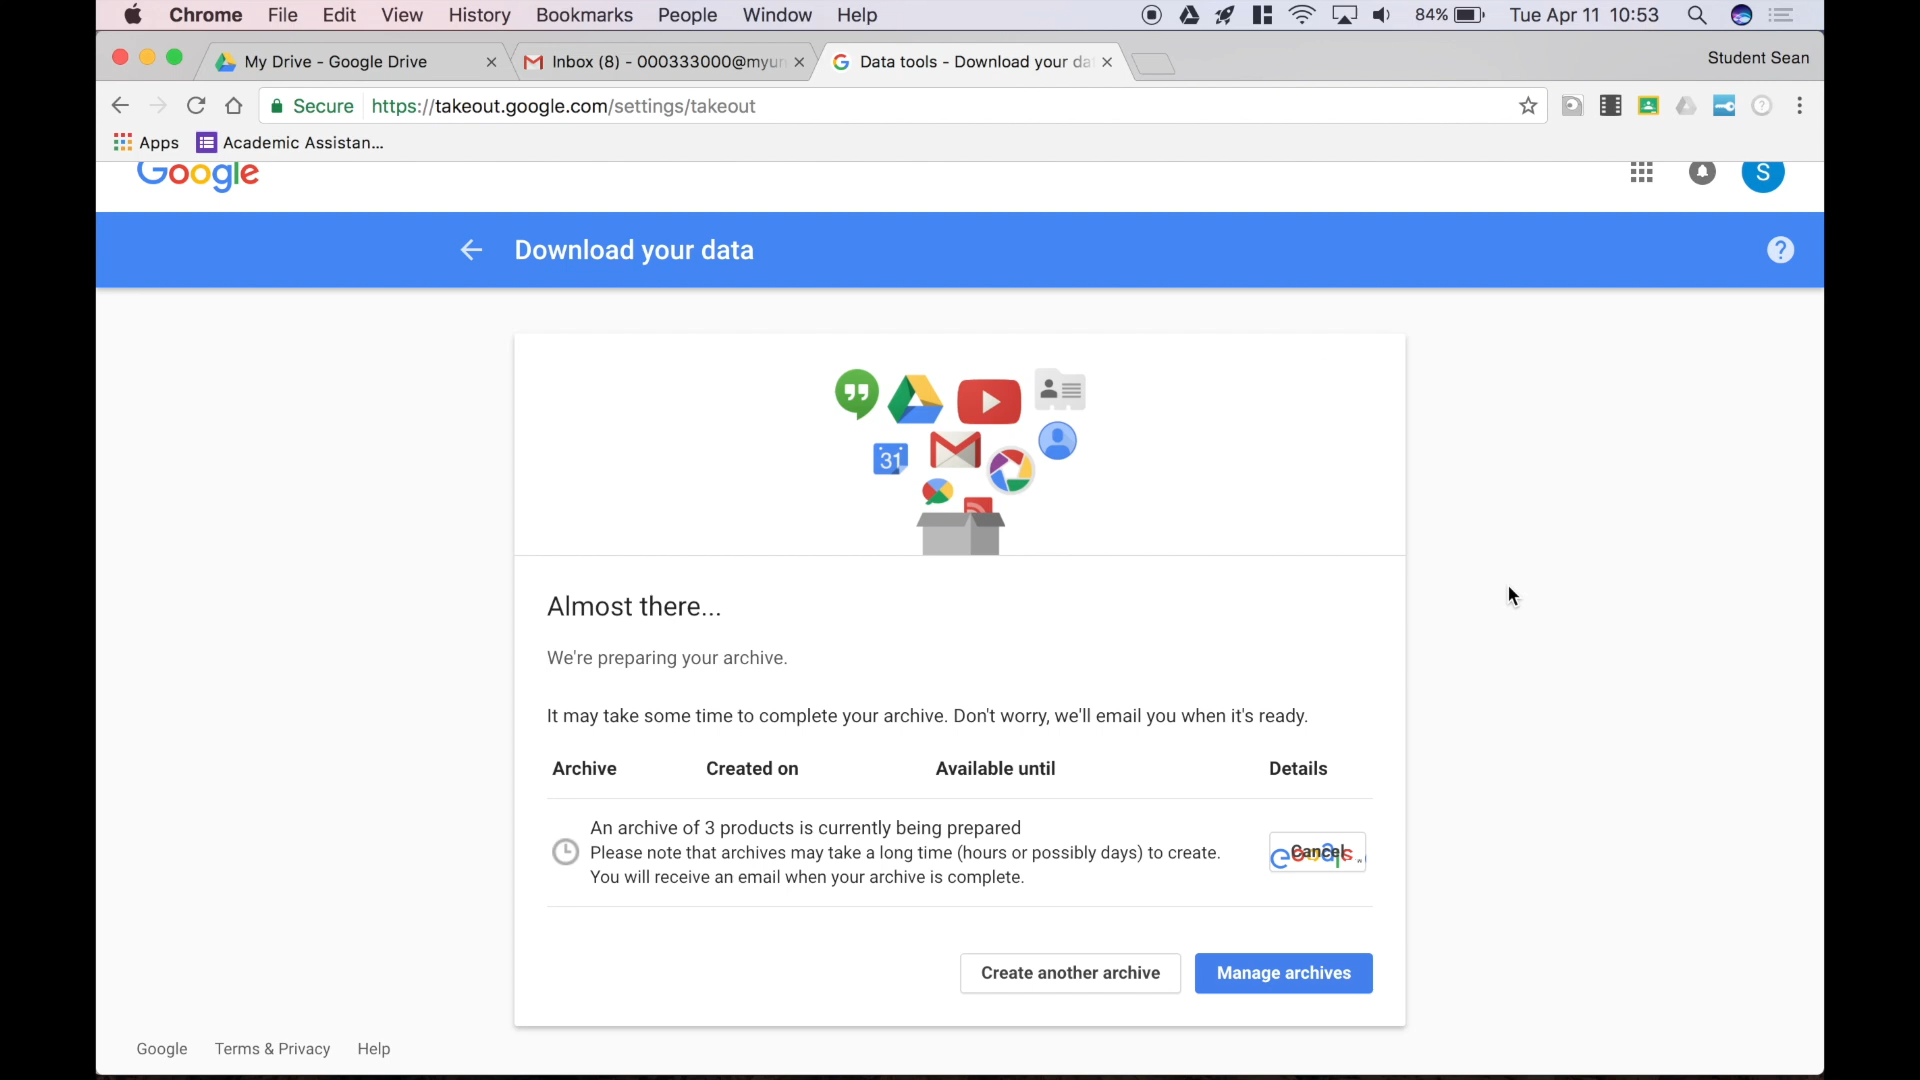 Chrome File Edit View History Bookmarks People Window Help 84% Tue Apr 11 10:53
My Drive - Google Drive Inbox (8) - 000333000@myun Data tools - Download your dat Student Sean
Secure https://takeout.google.com/settings/takeout
Apps Academic Assistan...
Google S
Download your data ?
31
Almost there...
We're preparing your archive.
It may take some time to complete your archive. Don't worry, we'll email you when it's ready.
Archive Created on Available until Details
An archive of 3 products is currently being prepared
Please note that archives may take a long time (hours or possibly days) to create.
Cancel
You will receive an email when your archive is complete.
Create another archive Manage archives
Google Terms & Privacy Help